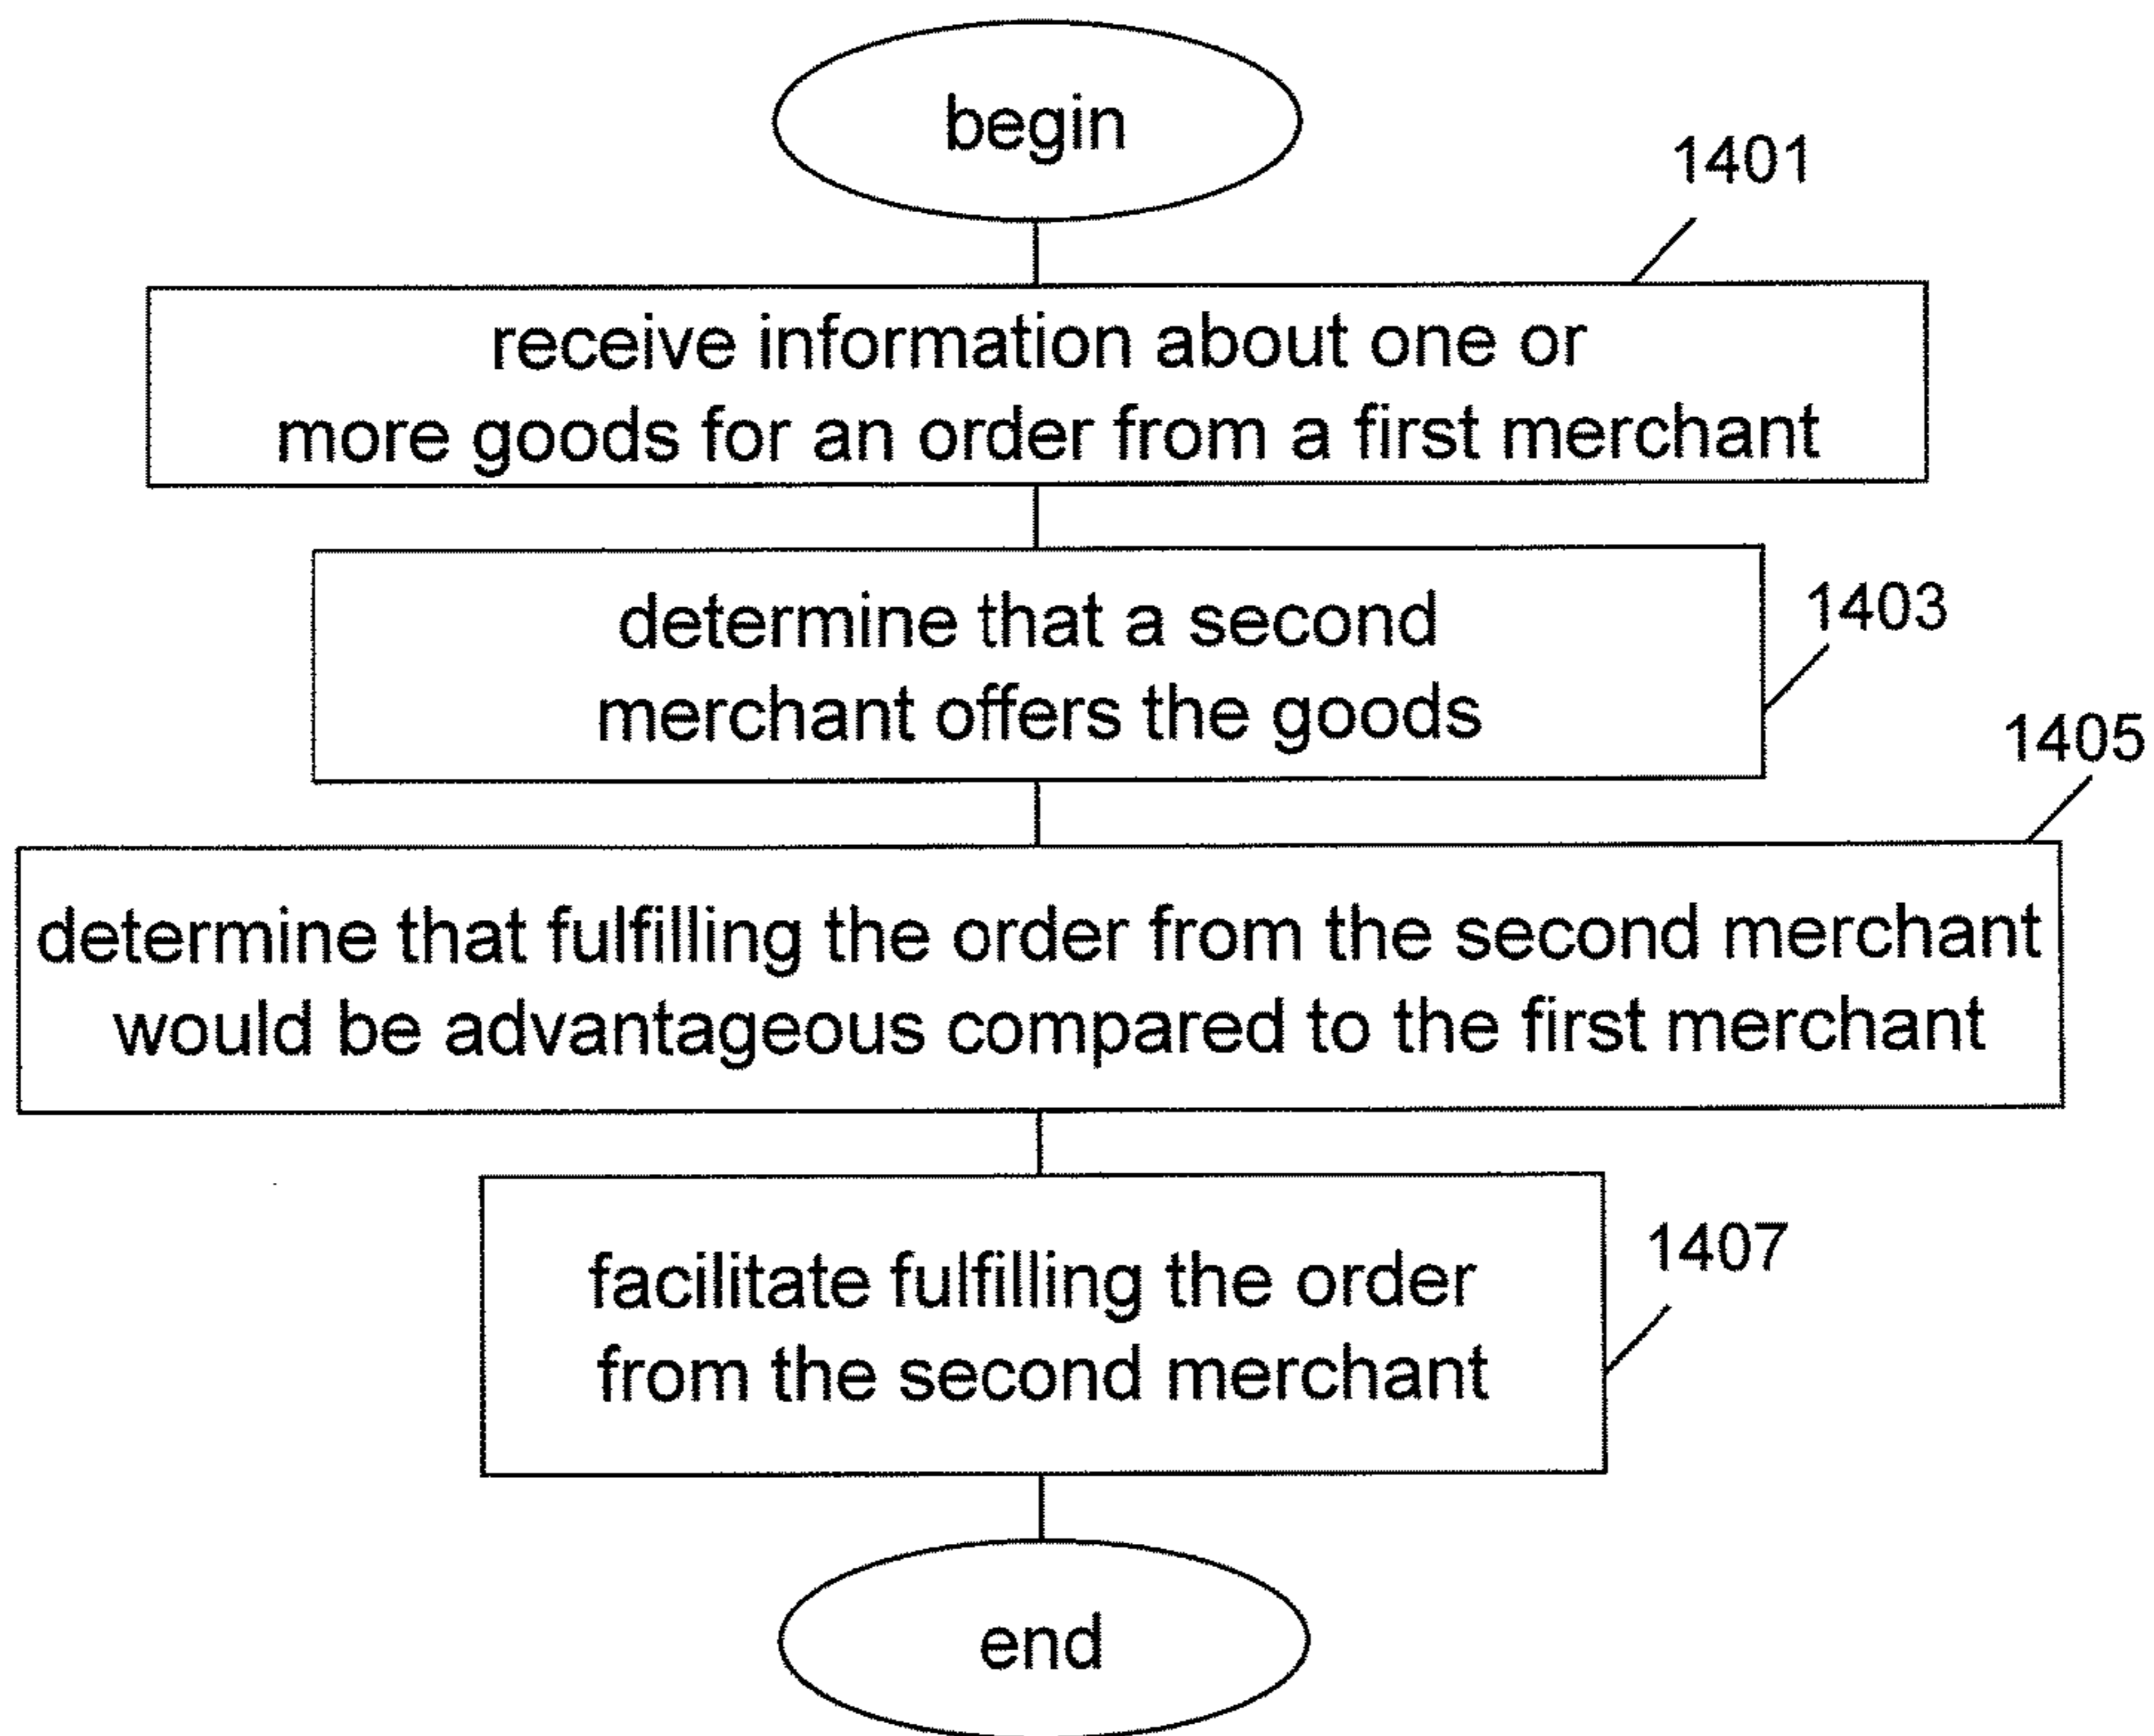 begin
1401
receive information about one or
more goods for an order from a first merchant
determine that a second
merchant offers the goods
1403
1405
determine that fulfilling the order from the second merchant
would be advantageous compared to the first merchant
facilitate fulfilling the order
from the second merchant
1407
end